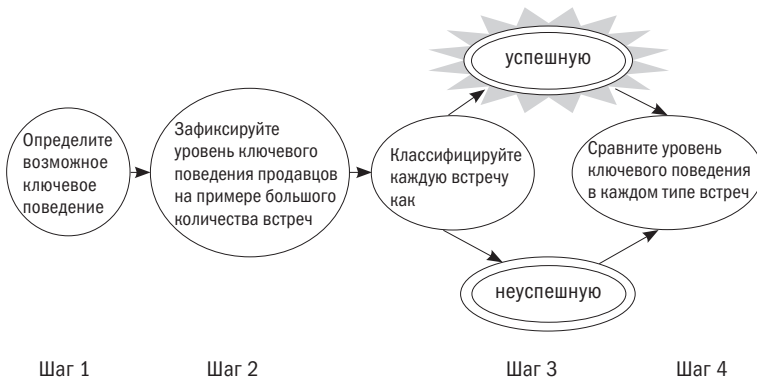 Определите
возможное
ключевое
поведение
Зафиксируйте
уровень ключевого
поведения продавцов
на примере большого
количества встреч
Классифицируйте
каждую встречу
как
успешную
неуспешную
Сравните уровень
ключевого поведения
в каждом типе встреч
Шаг 1
Шаг 2
Шаг 3
Шаг 4